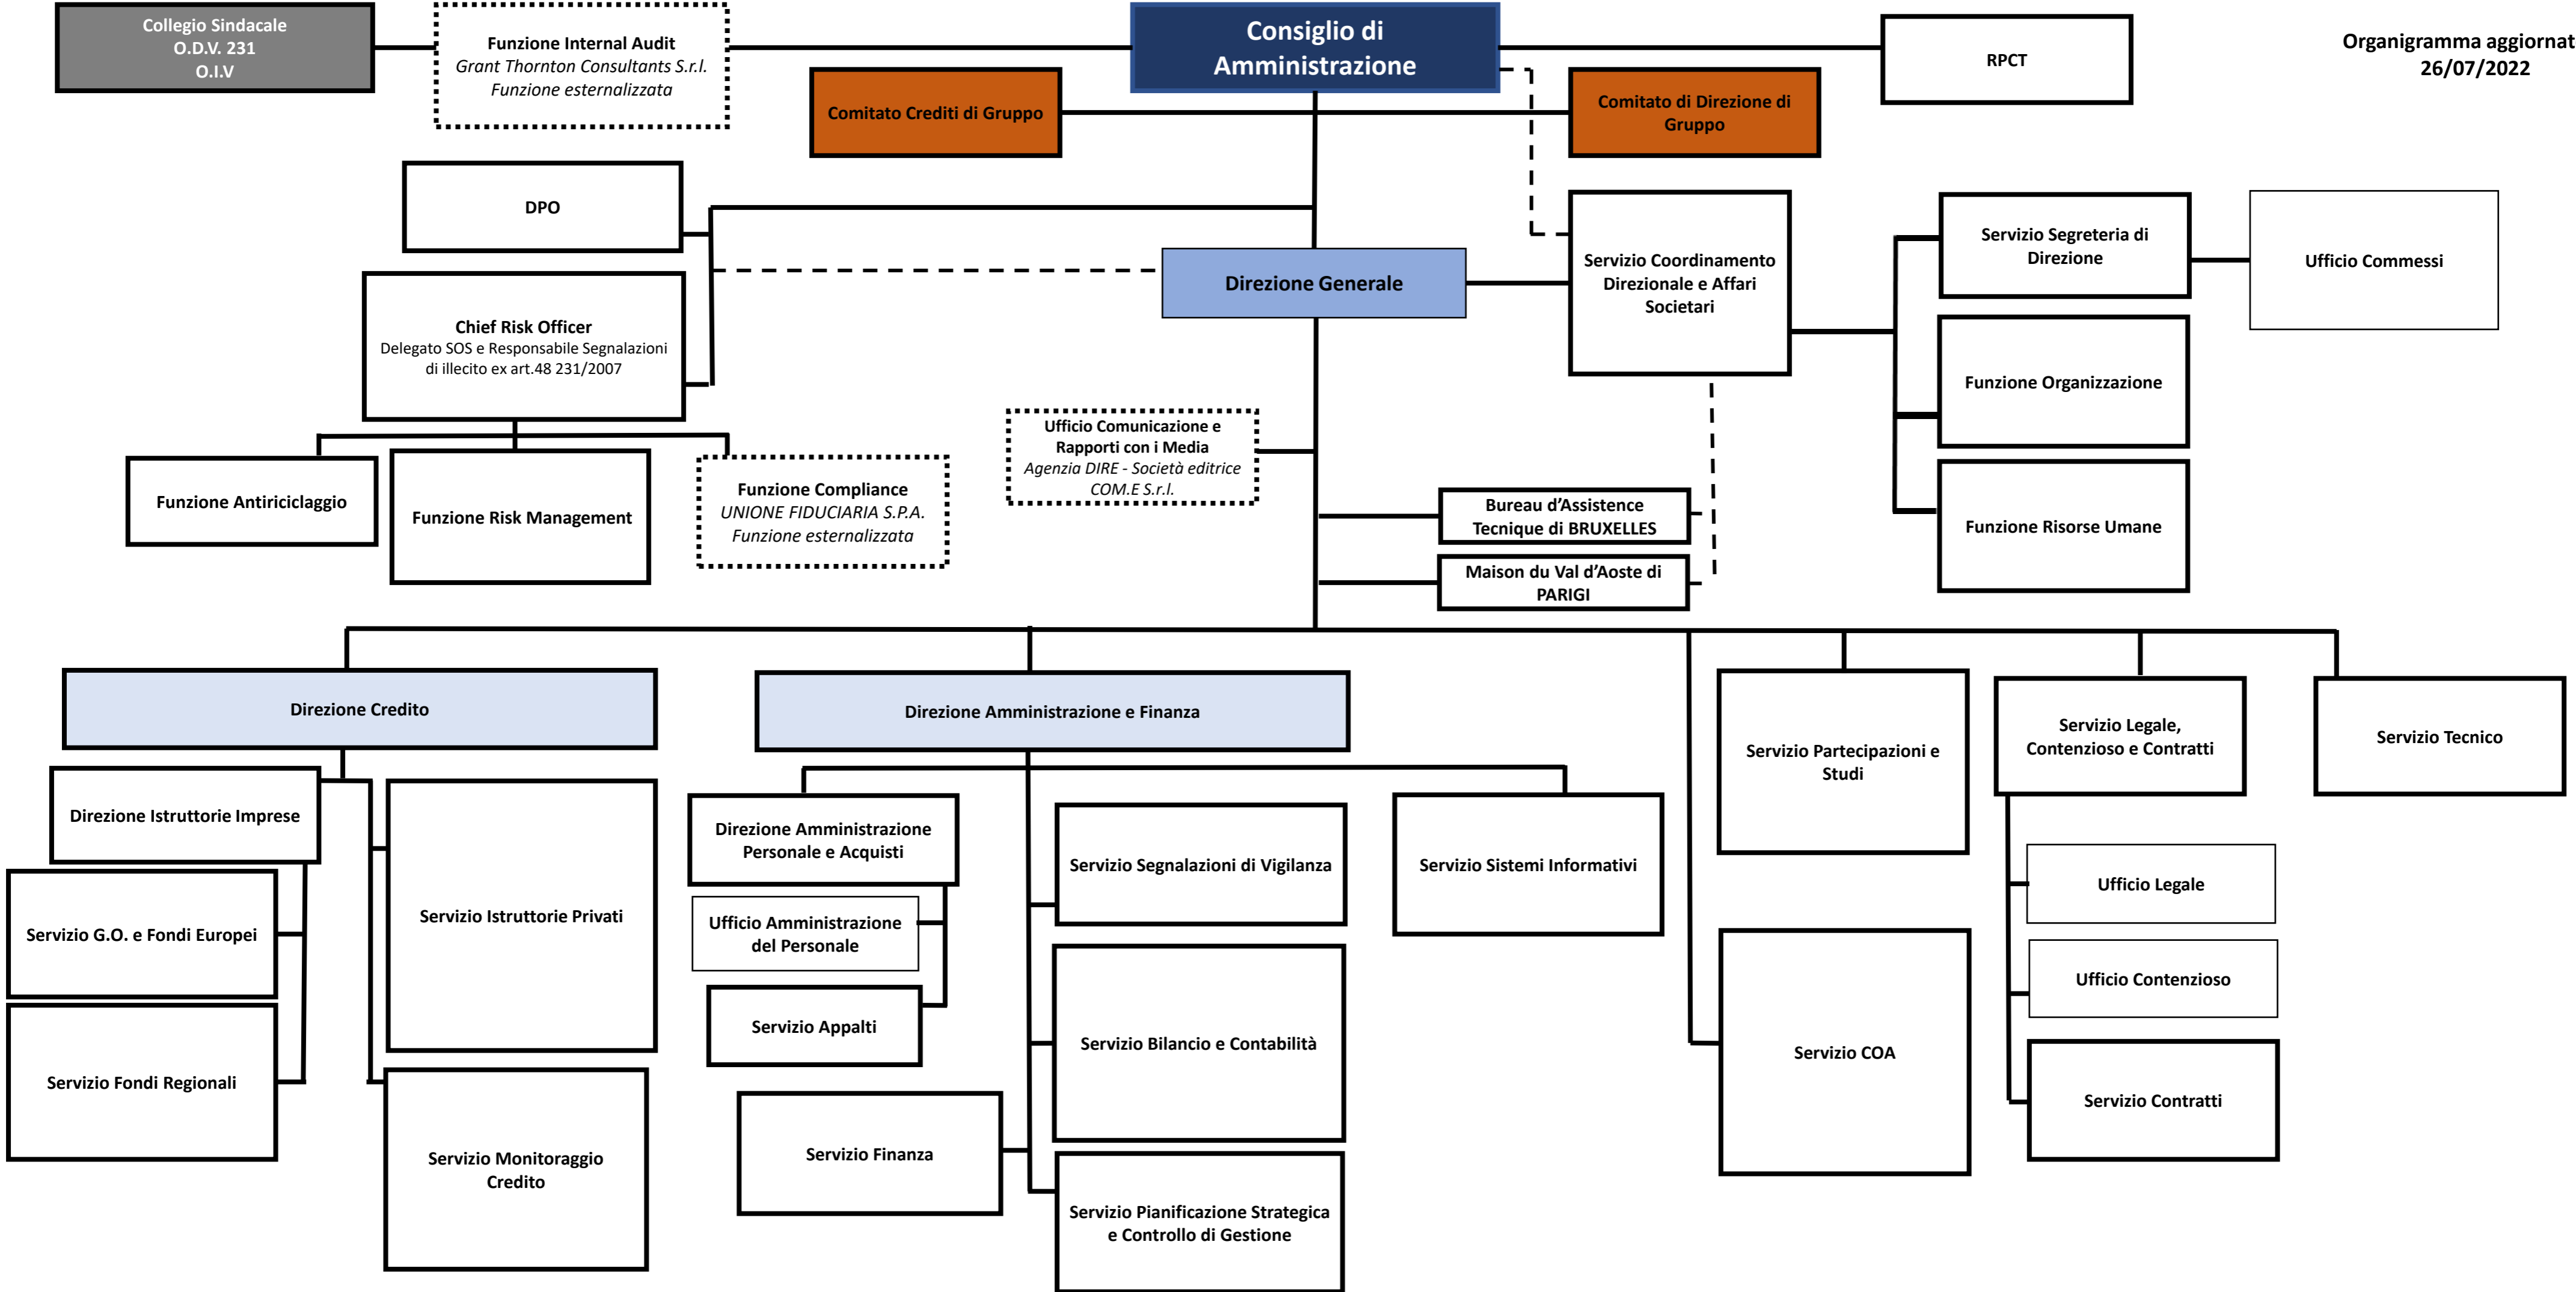 Collegio Sindacale
O.D.V. 231
O.I.V
Funzione Internal Audit
Grant Thornton Consultants S.r.l.
Funzione esternalizzata
Consiglio di
Amministrazione
RPCT
Organigramma aggiornat
26/07/2022
Comitato Crediti di Gruppo
Comitato di Direzione di
Gruppo
DPO
Direzione Generale
Servizio Coordinamento
Direzionale e Affari
Societari
Servizio Segreteria di
Direzione
Ufficio Commessi
Chief Risk Officer
Delegato SOS e Responsabile Segnalazioni
di illecito ex art.48 231/2007
Funzione Organizzazione
Ufficio Comunicazione e
Rapporti con i Media
Agenzia DIRE - Società editrice
COM.E S.r.l.
Funzione Antiriciclaggio
Funzione Risk Management
Funzione Compliance
UNIONE FIDUCIARIA S.P.A.
Funzione esternalizzata
Bureau d’Assistence
Tecnique di BRUXELLES
Funzione Risorse Umane
Maison du Val d’Aoste di
PARIGI
Direzione Credito
Direzione Amministrazione e Finanza
Servizio Partecipazioni e
Studi
Servizio Legale,
Contenzioso e Contratti
Servizio Tecnico
Direzione Istruttorie Imprese
Servizio Istruttorie Privati
Servizio G.O. e Fondi Europei
Servizio Fondi Regionali
Servizio Monitoraggio
Credito
Direzione Amministrazione
Personale e Acquisti
Ufficio Amministrazione
del Personale
Servizio Appalti
Servizio Finanza
Servizio Segnalazioni di Vigilanza
Servizio Bilancio e Contabilità
Servizio Pianificazione Strategica
e Controllo di Gestione
Servizio Sistemi Informativi
Servizio COA
Ufficio Legale
Ufficio Contenzioso
Servizio Contratti